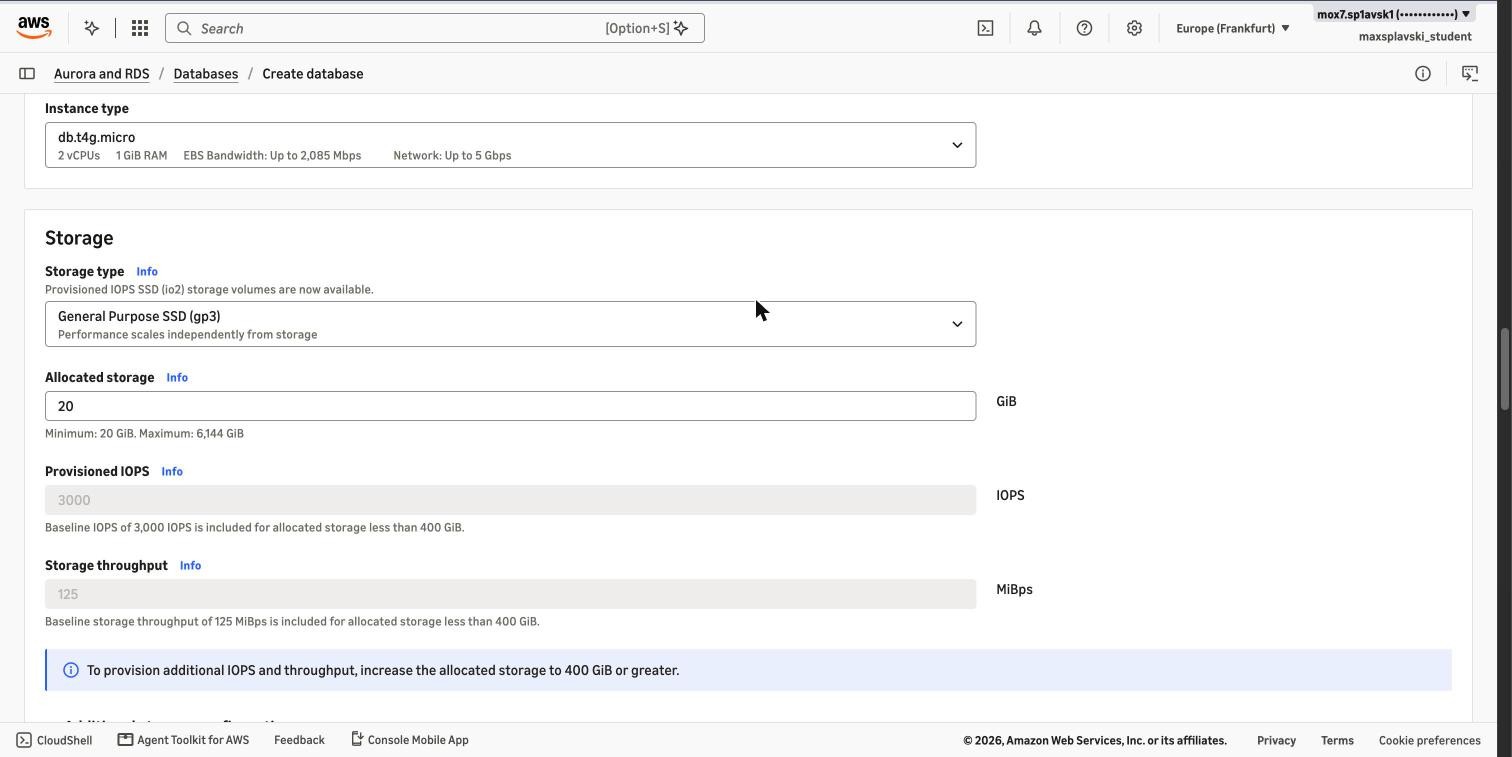 aws
Search
[Option+S]
Europe (Frankfurt) ▼
mox7.sp1avsk1 (••••••••••••) ▼
maxsplavski_student
Aurora and RDS / Databases / Create database
Instance type
db.t4g.micro
2 vCPUs 1 GiB RAM EBS Bandwidth: Up to 2,085 Mbps Network: Up to 5 Gbps
Storage
Storage type Info
Provisioned IOPS SSD (io2) storage volumes are now available.
General Purpose SSD (gp3)
Performance scales independently from storage
Allocated storage Info
20
GiB
Minimum: 20 GiB. Maximum: 6,144 GiB
Provisioned IOPS Info
3000
IOPS
Baseline IOPS of 3,000 IOPS is included for allocated storage less than 400 GiB.
Storage throughput Info
125
MiBps
Baseline storage throughput of 125 MiBps is included for allocated storage less than 400 GiB.
To provision additional IOPS and throughput, increase the allocated storage to 400 GiB or greater.
CloudShell Agent Toolkit for AWS Feedback Console Mobile App © 2026, Amazon Web Services, Inc. or its affiliates. Privacy Terms Cookie preferences